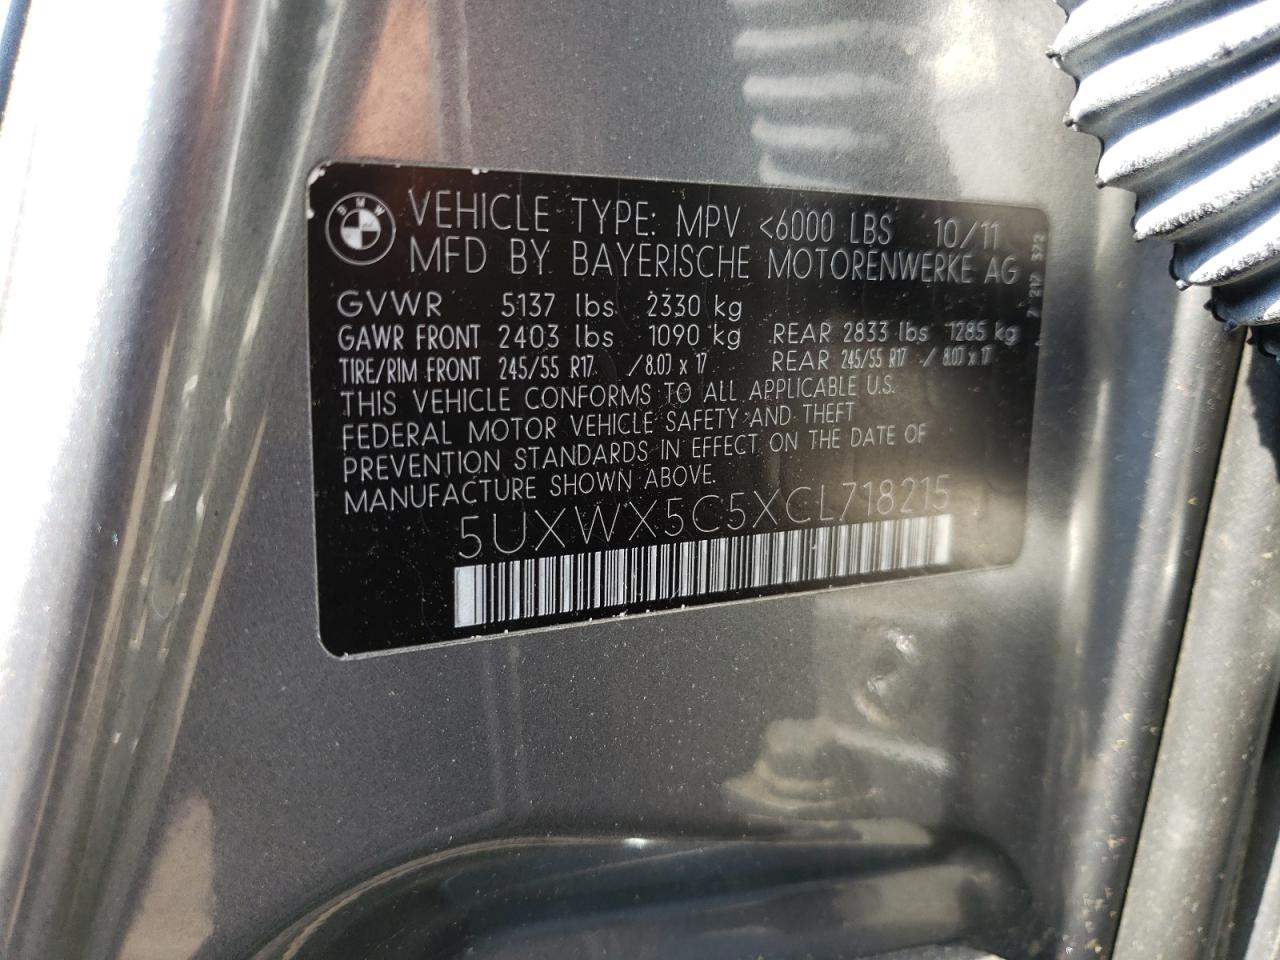 BMW
VEHICLE TYPE: MPV <6000 LBS 10/11
MFD BY BAYERISCHE MOTORENWERKE AG
GVWR 5137 lbs 2330 kg
GAWR FRONT 2403 lbs 1090 kg REAR 2833 lbs 1285 kg
TIRE/RIM FRONT 245/55 R17 /8.0J x 17 REAR 245/55 R17 / 8.0J x 17
THIS VEHICLE CONFORMS TO ALL APPLICABLE U.S.
FEDERAL MOTOR VEHICLE SAFETY AND THEFT
PREVENTION STANDARDS IN EFFECT ON THE DATE OF
MANUFACTURE SHOWN ABOVE.
5UXWX5C5XCL718215